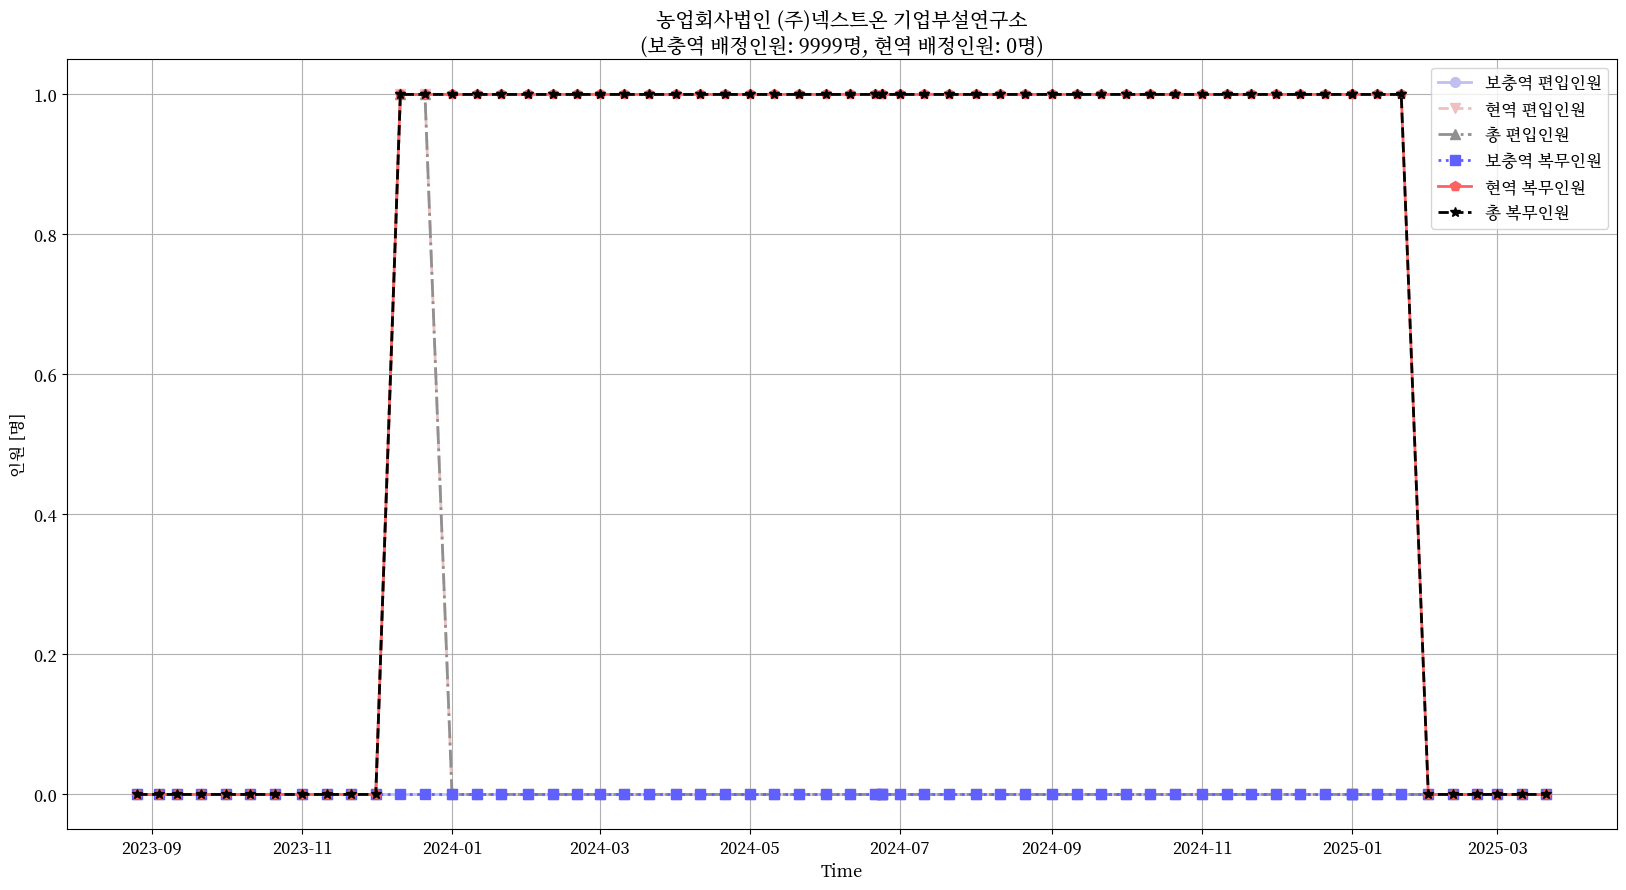 농업회사법인 (주)넥스트온 기업부설연구소
(보충역 배정인원: 9999명, 현역 배정인원: 0명)
보충역 편입인원
현역 편입인원
총 편입인원
보충역 복무인원
현역 복무인원
총 복무인원
1.0
0.8
0.6
0.4
0.2
0.0
인원 [명]
2023-09 2023-11 2024-01 2024-03 2024-05 2024-07 2024-09 2024-11 2025-01 2025-03
Time